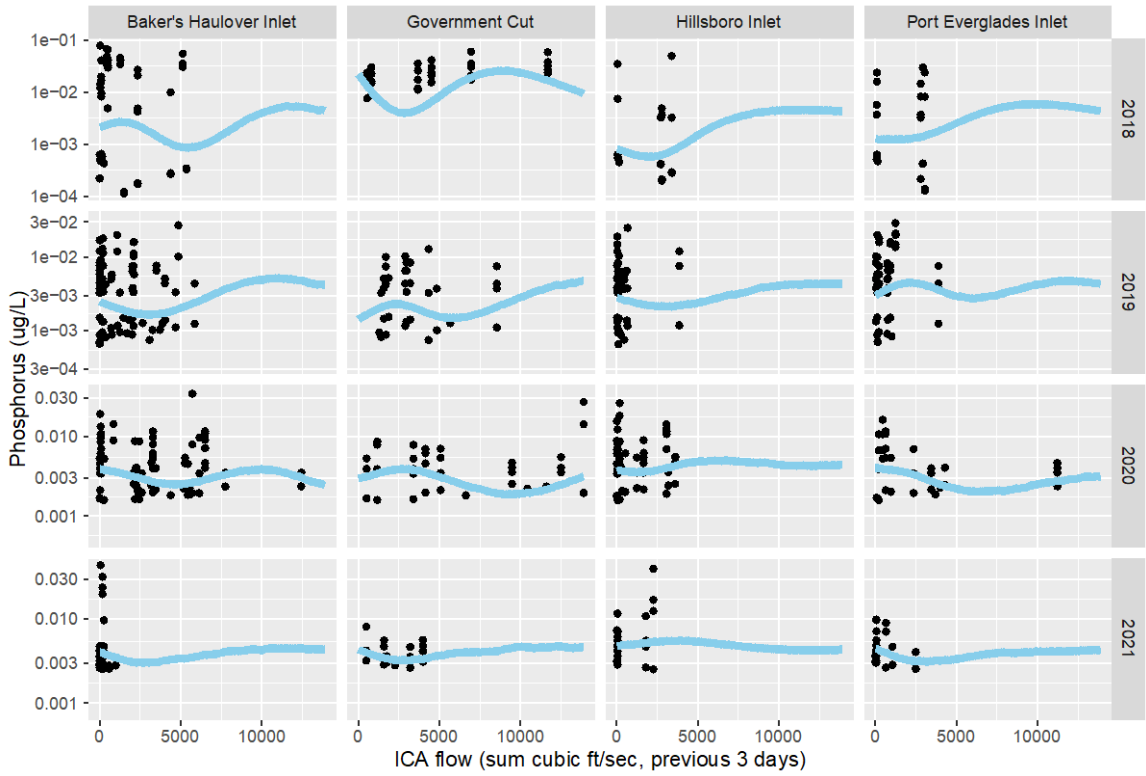 Baker's Haulover Inlet Government Cut Hillsboro Inlet Port Everglades Inlet
Phosphorus (ug/L)
1e-01
1e-02
1e-03
1e-04
2018
3e-02
1e-02
3e-03
1e-03
3e-04
2019
0.030
0.010
0.003
0.001
2020
0.030
0.010
0.003
0.001
2021
0 5000 10000 0 5000 10000 0 5000 10000 0 5000 10000
ICA flow (sum cubic ft/sec, previous 3 days)